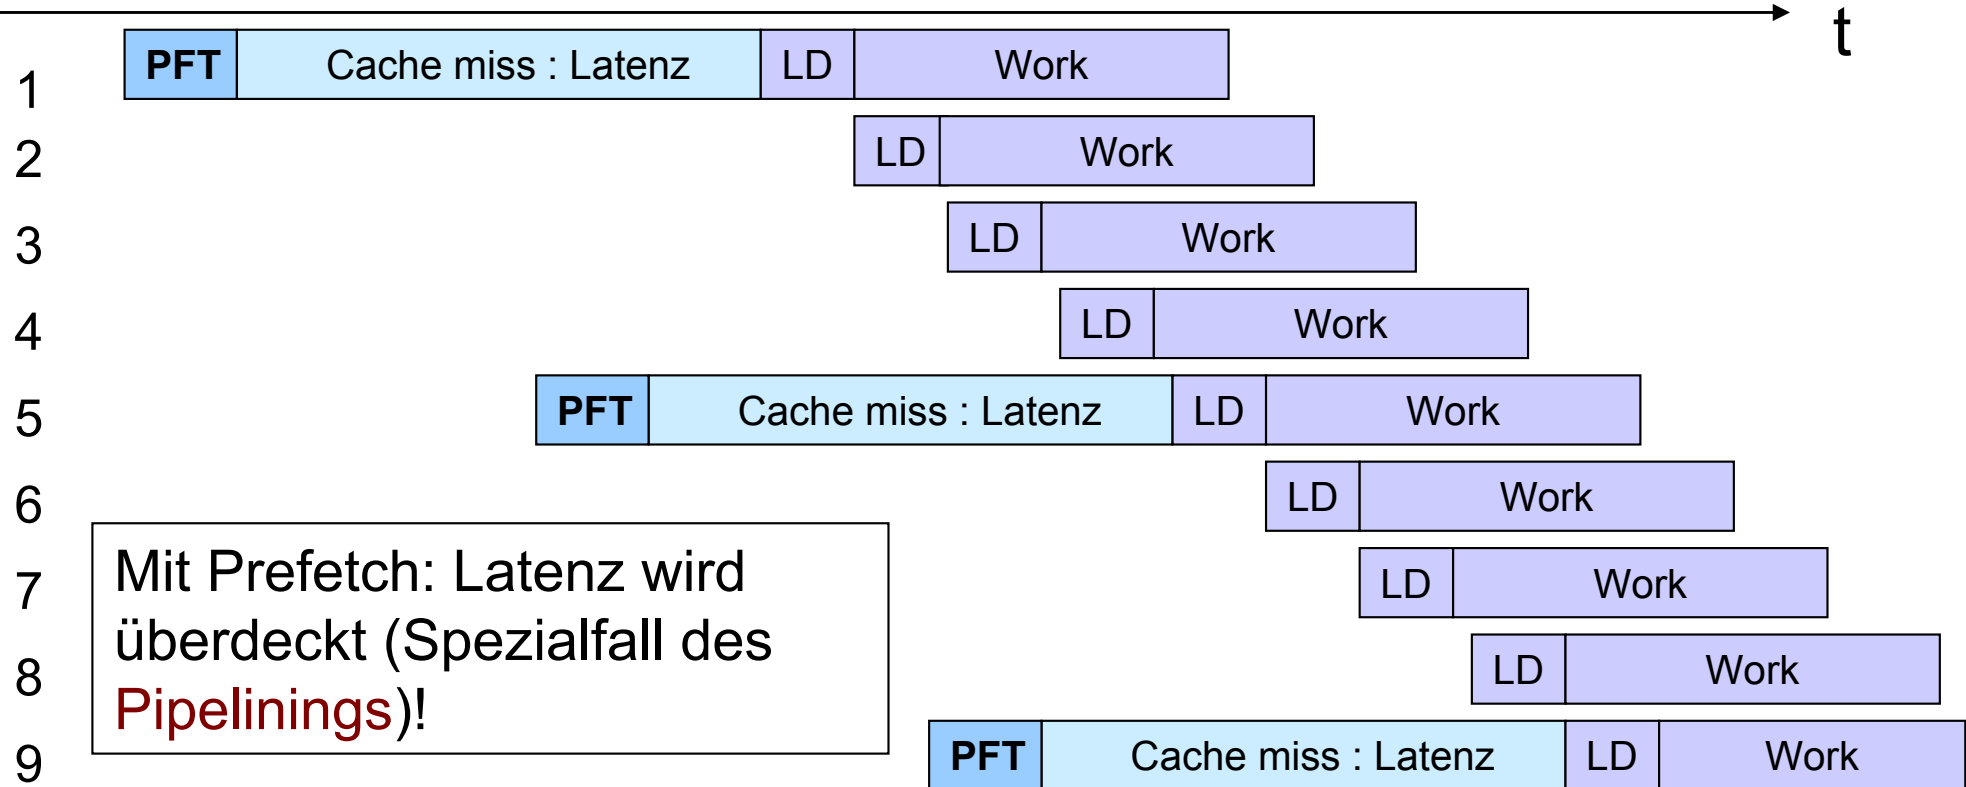 t
1 PFT Cache miss : Latenz LD Work
2 LD Work
3 LD Work
4 LD Work
5 PFT Cache miss : Latenz LD Work
6 LD Work
7 LD Work
8 LD Work
9 PFT Cache miss : Latenz LD Work
Mit Prefetch: Latenz wird
überdeckt (Spezialfall des
Pipelinings)!